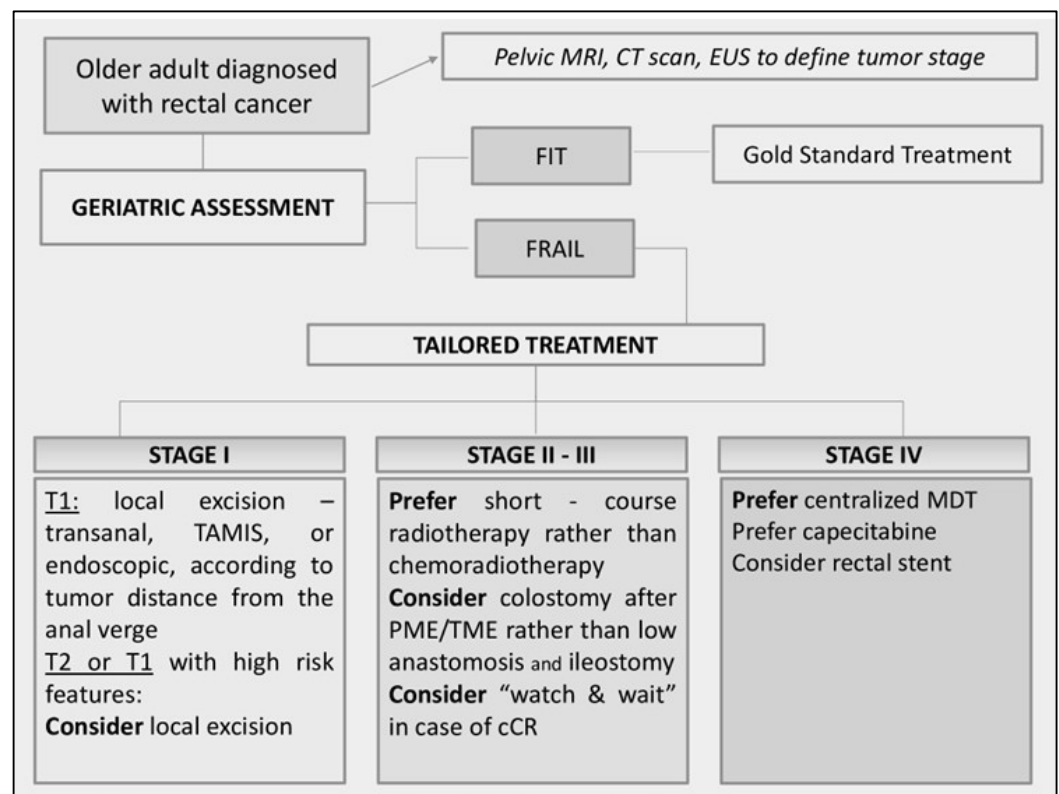 Older adult diagnosed
with rectal cancer
Pelvic MRI, CT scan, EUS to define tumor stage
FIT
Gold Standard Treatment
GERIATRIC ASSESSMENT
FRAIL
TAILORED TREATMENT
STAGE I
T1: local excision –
transanal, TAMIS, or
endoscopic, according to
tumor distance from the
anal verge
T2 or T1 with high risk
features:
Consider local excision
STAGE II - III
Prefer short - course
radiotherapy rather than
chemoradiotherapy
Consider colostomy after
PME/TME rather than low
anastomosis and ileostomy
Consider “watch & wait”
in case of cCR
STAGE IV
Prefer centralized MDT
Prefer capecitabine
Consider rectal stent